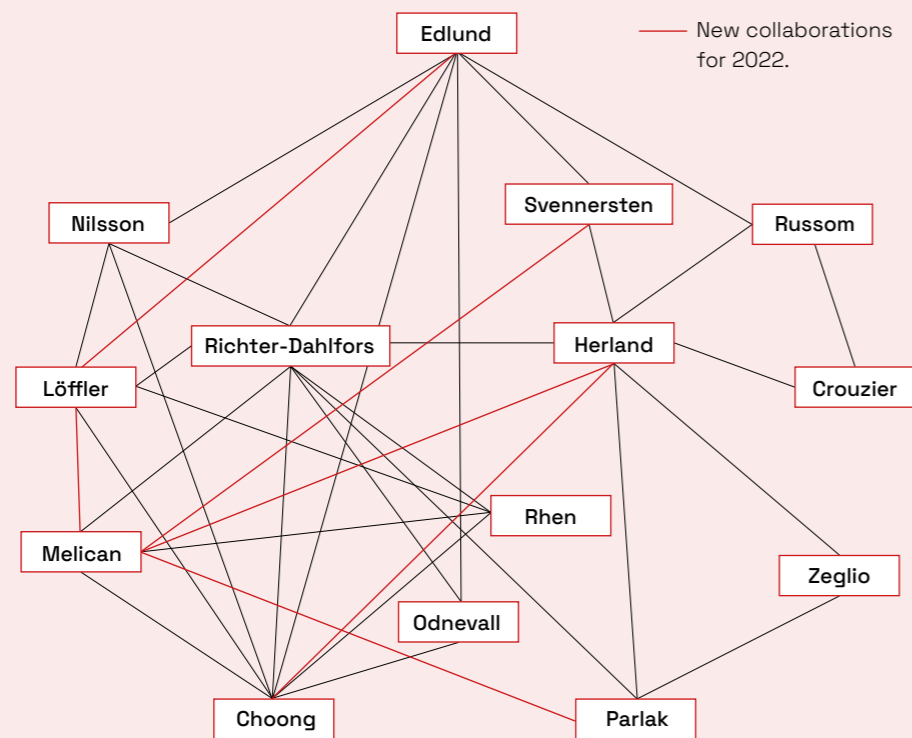 Edlund
New collaborations
for 2022.
Svennersten
Nilsson
Russom
Richter-Dahlfors
Herland
Löffler
Crouzier
Rhen
Melican
Zeglio
Odnevall
Choong
Parlak